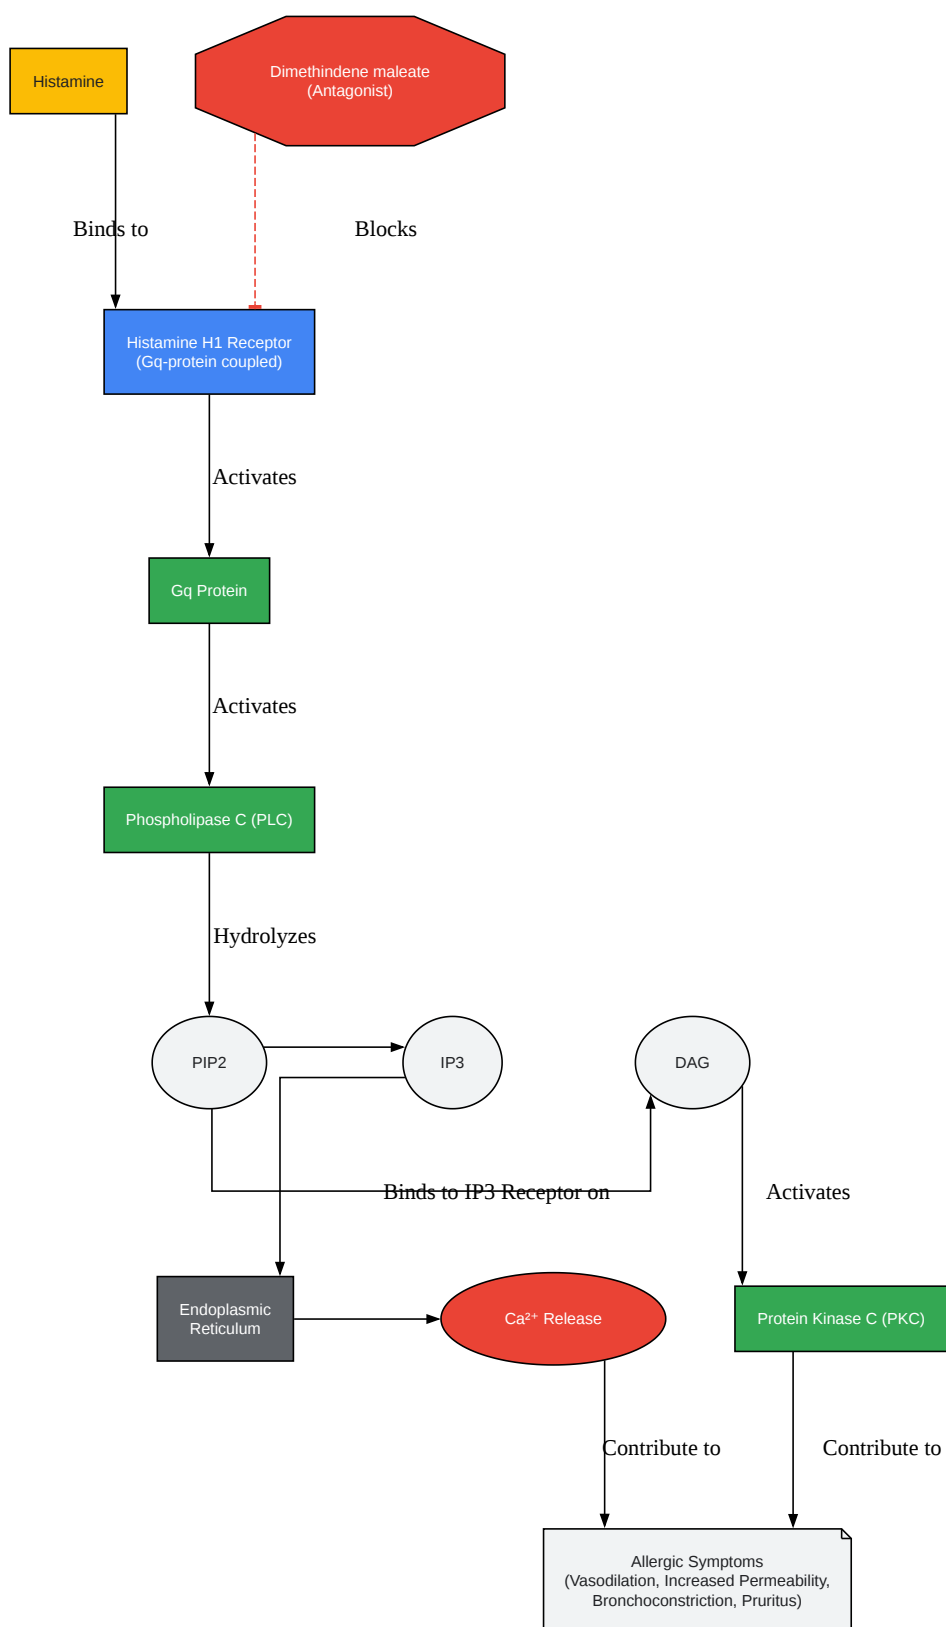 Histamine
Dimethindene maleate
(Antagonist)
Binds to
Blocks
Histamine H1 Receptor
(Gq-protein coupled)
Activates
Gq Protein
Activates
Phospholipase C (PLC)
Hydrolyzes
PIP2
IP3
DAG
Binds to IP3 Receptor on
Activates
Endoplasmic
Reticulum
Ca²⁺ Release
Protein Kinase C (PKC)
Contribute to
Contribute to
Allergic Symptoms
(Vasodilation, Increased Permeability,
Bronchoconstriction, Pruritus)